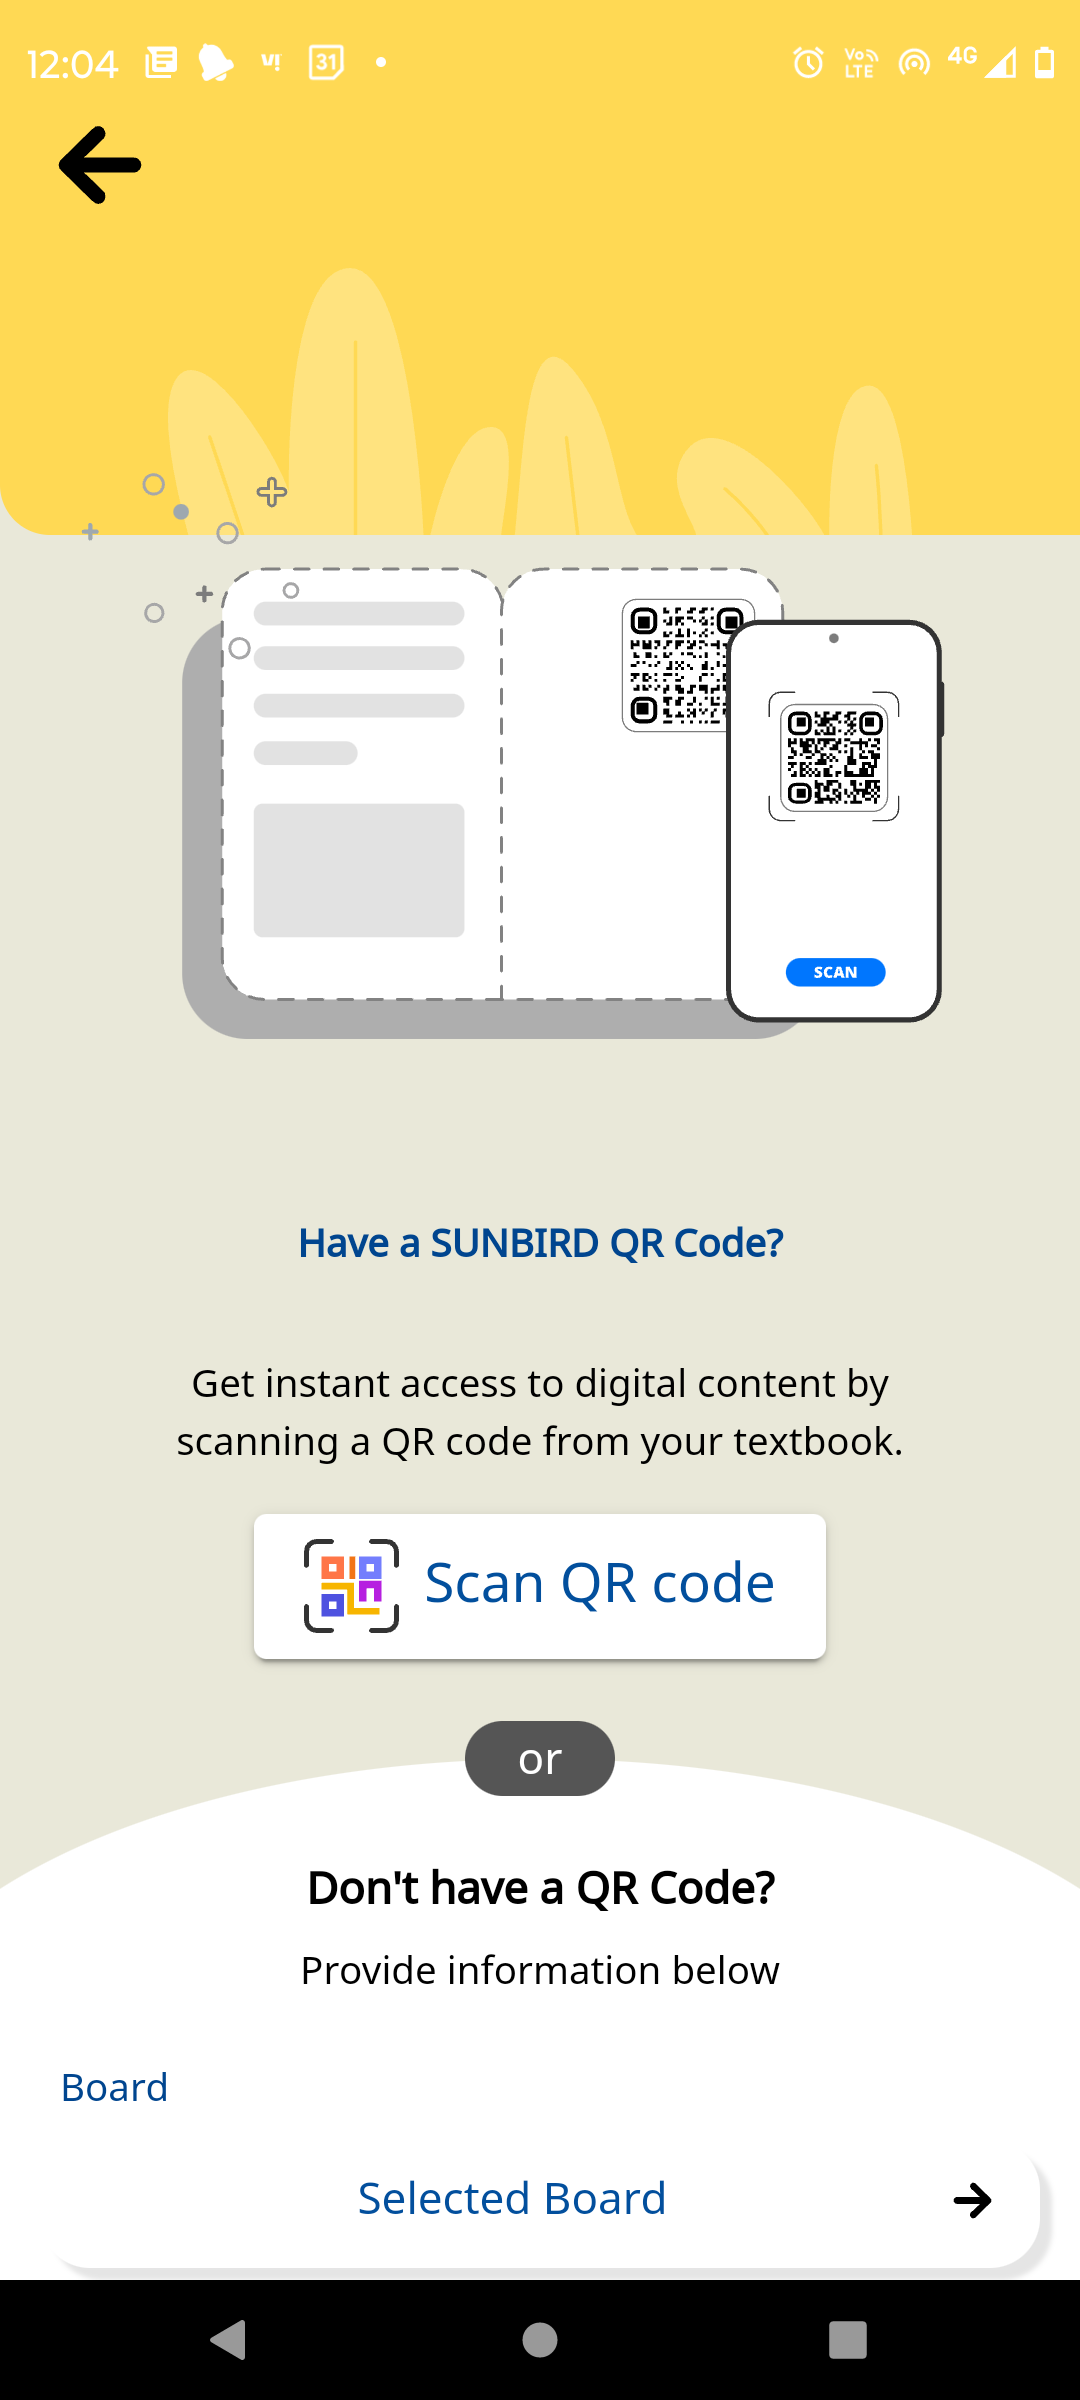 12:04
31
Vo
LTE
4G
SCAN
Have a SUNBIRD QR Code?
Get instant access to digital content by
scanning a QR code from your textbook.
Scan QR code
or
Don't have a QR Code?
Provide information below
Board
Selected Board